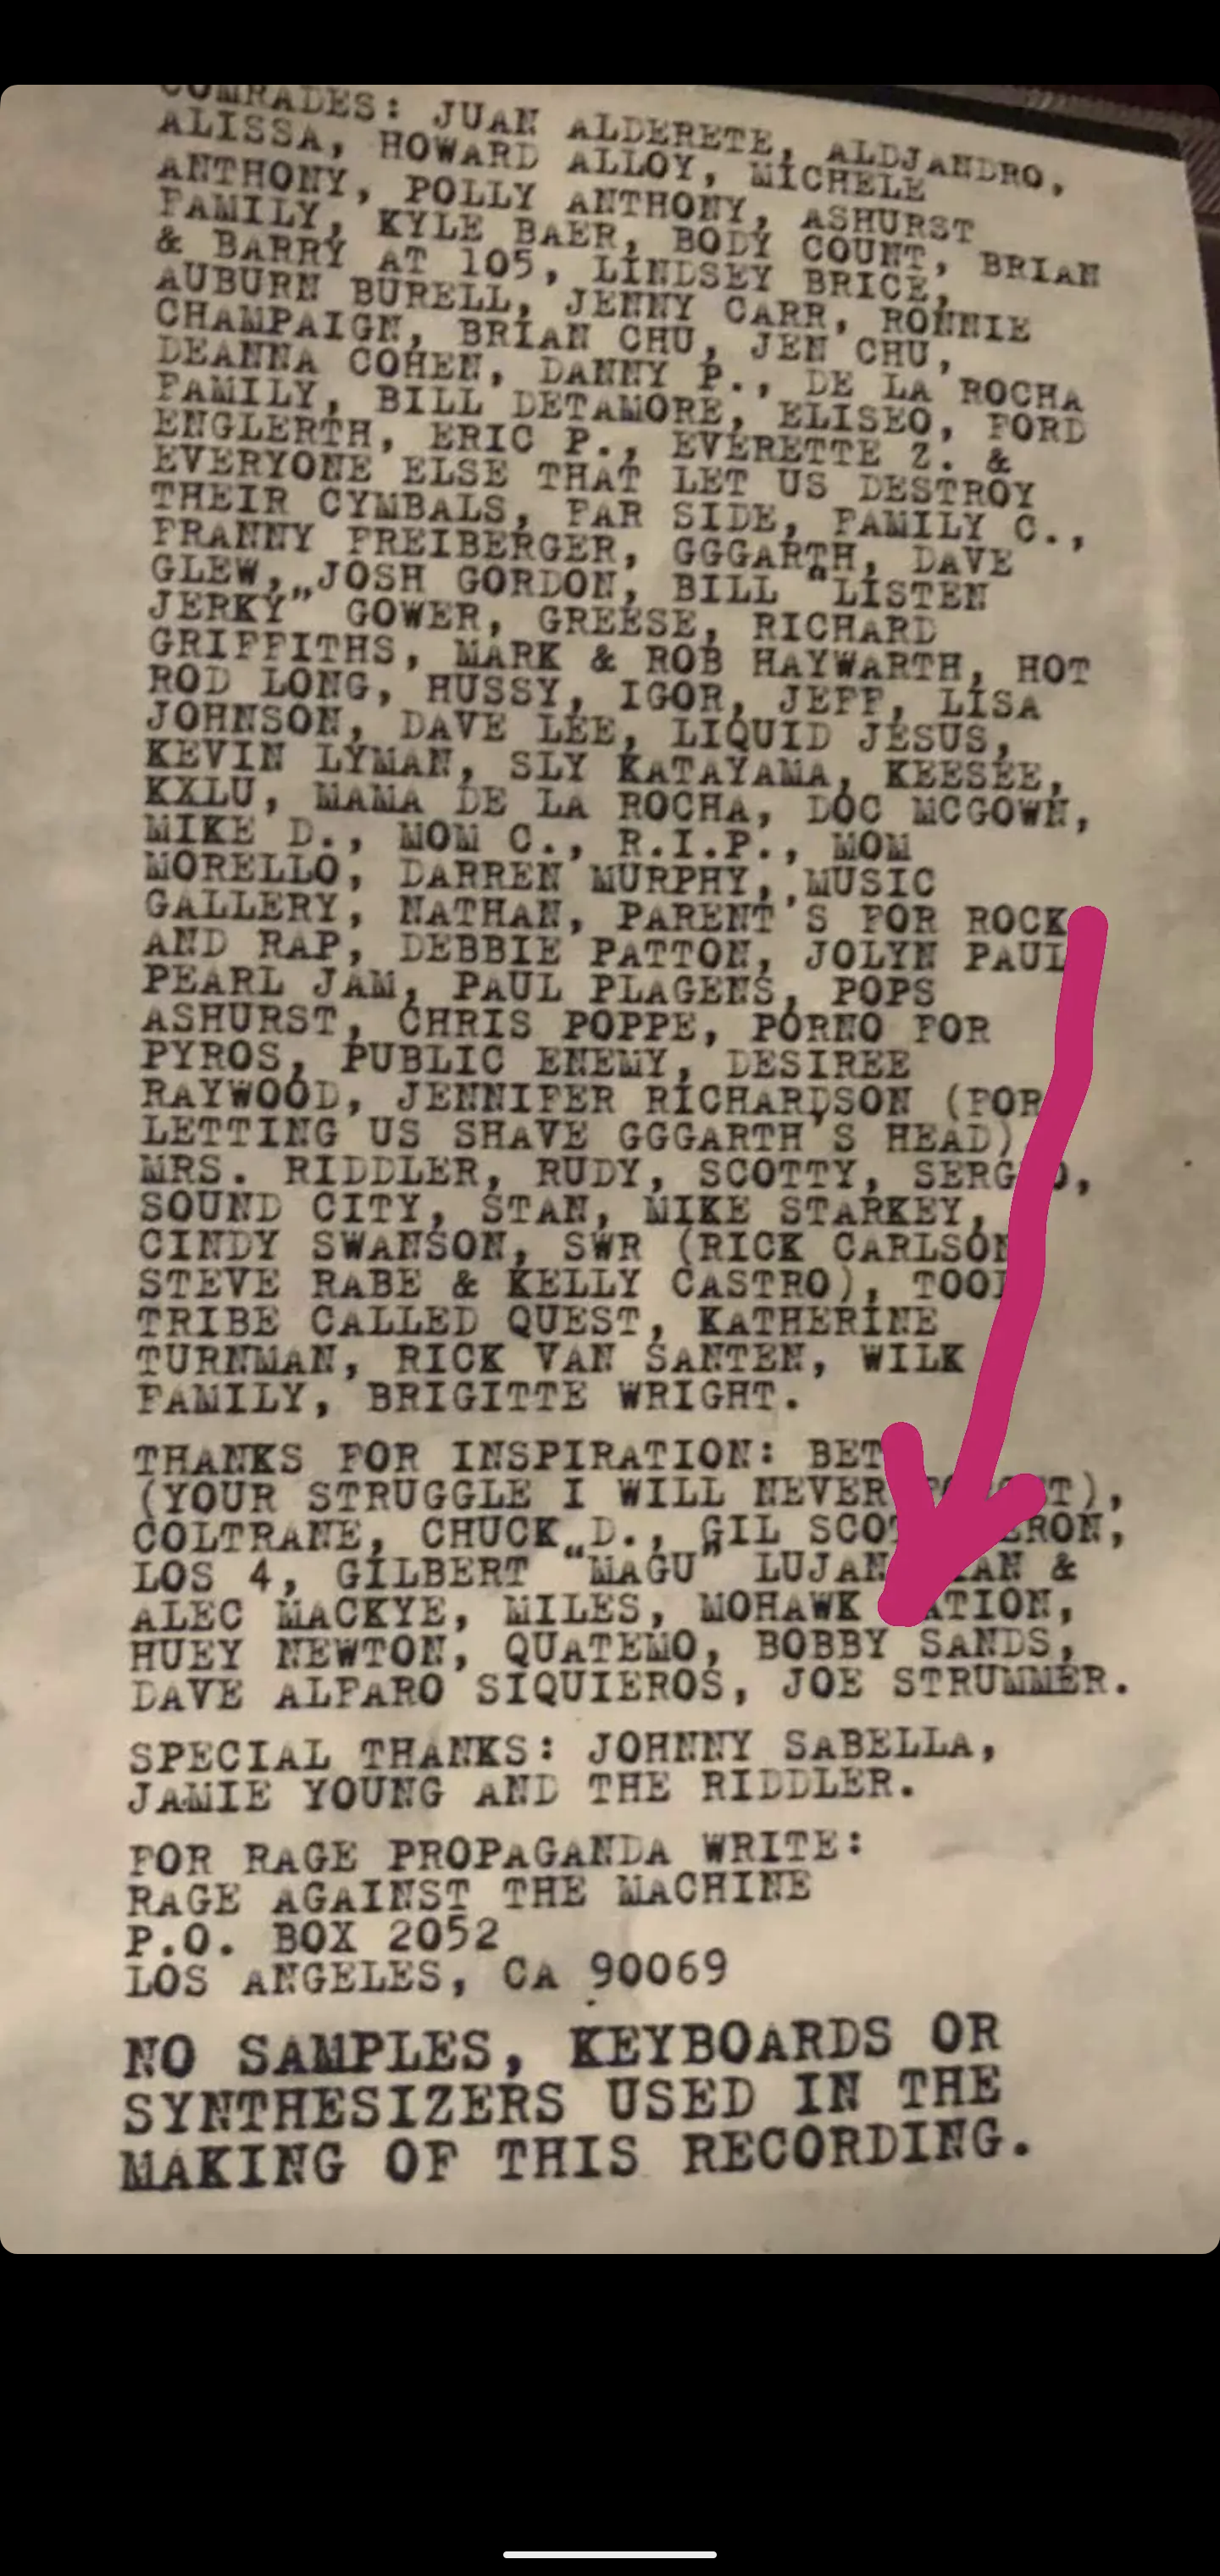 COMRADES: JUAN ALDERETE, ALDJANDRO,
ALISSA, HOWARD ALLOY, MICHELE
ANTHONY, POLLY ANTHONY, ASHURST
FAMILY, KYLE BAER, BODY COUNT, BRIAN
& BARRY AT 105, LINDSEY BRICE,
AUBURN BURELL, JENNY CARR, RONNIE
CHAMPAIGN, BRIAN CHU, JEN CHU,
DEANNA COHEN, DANNY P., DE LA ROCHA
FAMILY, BILL DETAMORE, ELISEO, FORD
ENGLERTH, ERIC P., EVERETTE Z. &
EVERYONE ELSE THAT LET US DESTROY
THEIR CYMBALS, FAR SIDE, FAMILY C.,
FRANNY FREIBERGER, GGGARTH, DAVE
GLEW, JOSH GORDON, BILL "LISTEN
JERKY" GOWER, GREESE, RICHARD
GRIFFITHS, MARK & ROB HAYWARTH, HOT
ROD LONG, HUSSY, IGOR, JEFF, LISA
JOHNSON, DAVE LEE, LIQUID JESUS,
KEVIN LYMAN, SLY KATAYAMA, KEESEE,
KXLU, MAMA DE LA ROCHA, DOC MCGOWN,
MIKE D., MOM C., R.I.P., MOM
MORELLO, DARREN MURPHY, MUSIC
GALLERY, NATHAN, PARENT'S FOR ROCK
AND RAP, DEBBIE PATTON, JOLYN PAUL
PEARL JAM, PAUL PLAGENS, POPS
ASHURST, CHRIS POPPE, PORNO FOR
PYROS, PUBLIC ENEMY, DESIREE
RAYWOOD, JENNIFER RICHARDSON (FOR
LETTING US SHAVE GGGARTH'S HEAD)
MRS. RIDDLER, RUDY, SCOTTY,
SOUND CITY, STAN, MIKE STARKEY,
CINDY SWANSON, SWR (RICK CARLSON
STEVE RABE & KELLY CASTRO), TOOL
TRIBE CALLED QUEST, KATHERINE
TURNMAN, RICK VAN SANTEN, WILK
FAMILY, BRIGITTE WRIGHT.
THANKS FOR INSPIRATION:
(YOUR STRUGGLE I WILL NEVER
COLTRANE, CHUCK D., GIL
LOS 4, GILBERT "MAGU" LUJAN &
ALEC MACKYE, MILES, MOHAWK NATION,
HUEY NEWTON, QUATEMO, BOBBY SANDS,
DAVE ALFARO SIQUIEROS, JOE STRUMMER.
SPECIAL THANKS: JOHNNY SABELLA,
JAMIE YOUNG AND THE RIDDLER.
FOR RAGE PROPAGANDA WRITE:
RAGE AGAINST THE MACHINE
P.O. BOX 2052
LOS ANGELES, CA 90069
NO SAMPLES, KEYBOARDS OR
SYNTHESIZERS USED IN THE
MAKING OF THIS RECORDING.